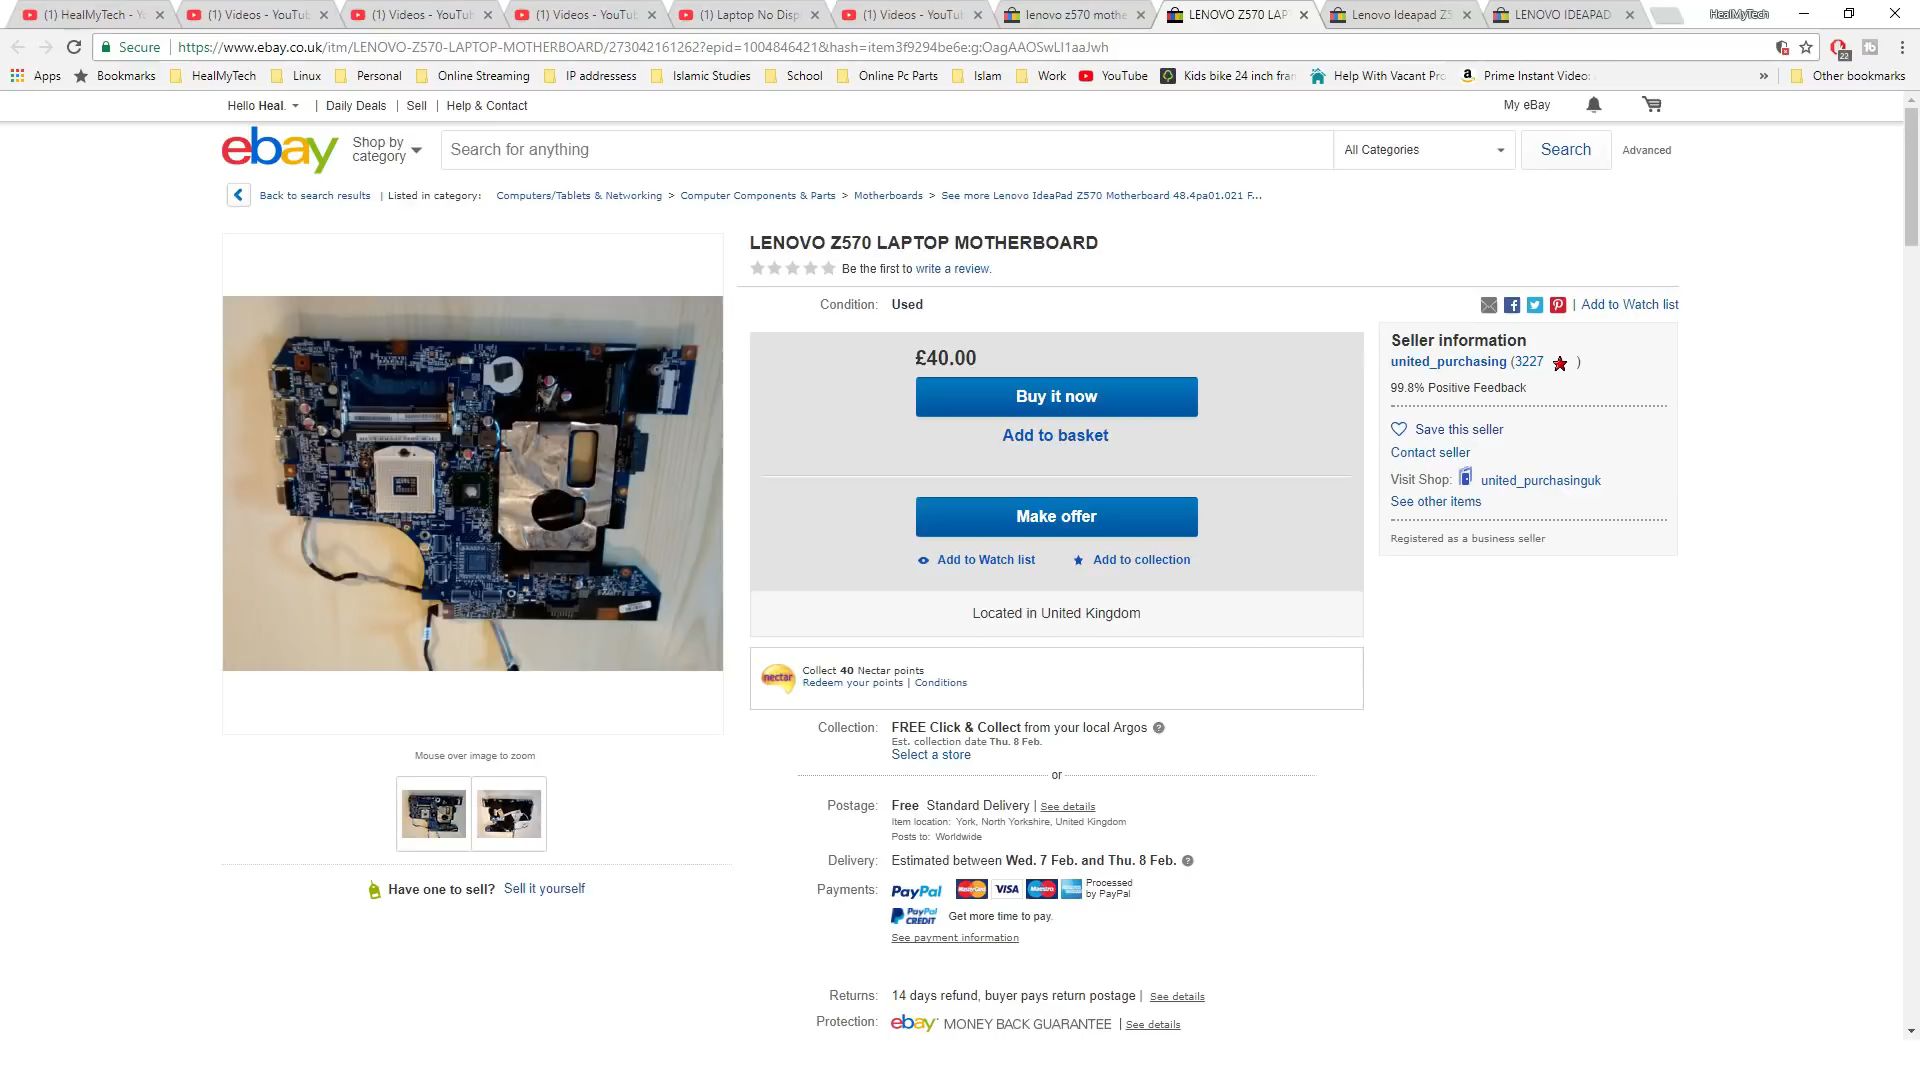 (1) HealMyTech - Y
(1) Videos - YouTu
(1) Videos - YouTu
(1) Videos - YouTu
(1) Laptop No Disp
(1) Videos - YouTu
lenovo z570 mothe
LENOVO Z570 LAP
Lenovo Ideapad Z5
LENOVO IDEAPAD
HealMyTech
Secure
https://www.ebay.co.uk/itm/LENOVO-Z570-LAPTOP-MOTHERBOARD/273042161262?epid=1004846421&hash=item3f9294be6e:g:OagAAOSwLI1aaJwh
22
Apps
Bookmarks
HealMyTech
Linux
Personal
Online Streaming
IP addressess
Islamic Studies
School
Online Pc Parts
Islam
Work
YouTube
Kids bike 24 inch fran
Help With Vacant Pro
Prime Instant Video:
»
Other bookmarks
Hello Heal. | Daily Deals | Sell | Help & Contact
My eBay
ebay
Shop by
category
Search for anything
All Categories
Search
Advanced
Back to search results | Listed in category: Computers/Tablets & Networking > Computer Components & Parts > Motherboards > See more Lenovo IdeaPad Z570 Motherboard 48.4pa01.021 F...
LENOVO Z570 LAPTOP MOTHERBOARD
Be the first to write a review.
Condition: Used
| Add to Watch list
£40.00
Buy it now
Add to basket
Make offer
Add to Watch list
Add to collection
Located in United Kingdom
Seller information
united_purchasing (3227 )
99.8% Positive Feedback
Save this seller
Contact seller
Visit Shop: united_purchasinguk
See other items
Registered as a business seller
nectar
Collect 40 Nectar points
Redeem your points | Conditions
Collection: FREE Click & Collect from your local Argos
Est. collection date Thu. 8 Feb.
Select a store
or
Mouse over image to zoom
Postage: Free Standard Delivery | See details
Item location: York, North Yorkshire, United Kingdom
Posts to: Worldwide
Delivery: Estimated between Wed. 7 Feb. and Thu. 8 Feb.
Have one to sell? Sell it yourself
Payments: PayPal MasterCard VISA Maestro Processed
by PayPal
PayPal CREDIT Get more time to pay.
See payment information
Returns: 14 days refund, buyer pays return postage | See details
Protection: ebay MONEY BACK GUARANTEE | See details